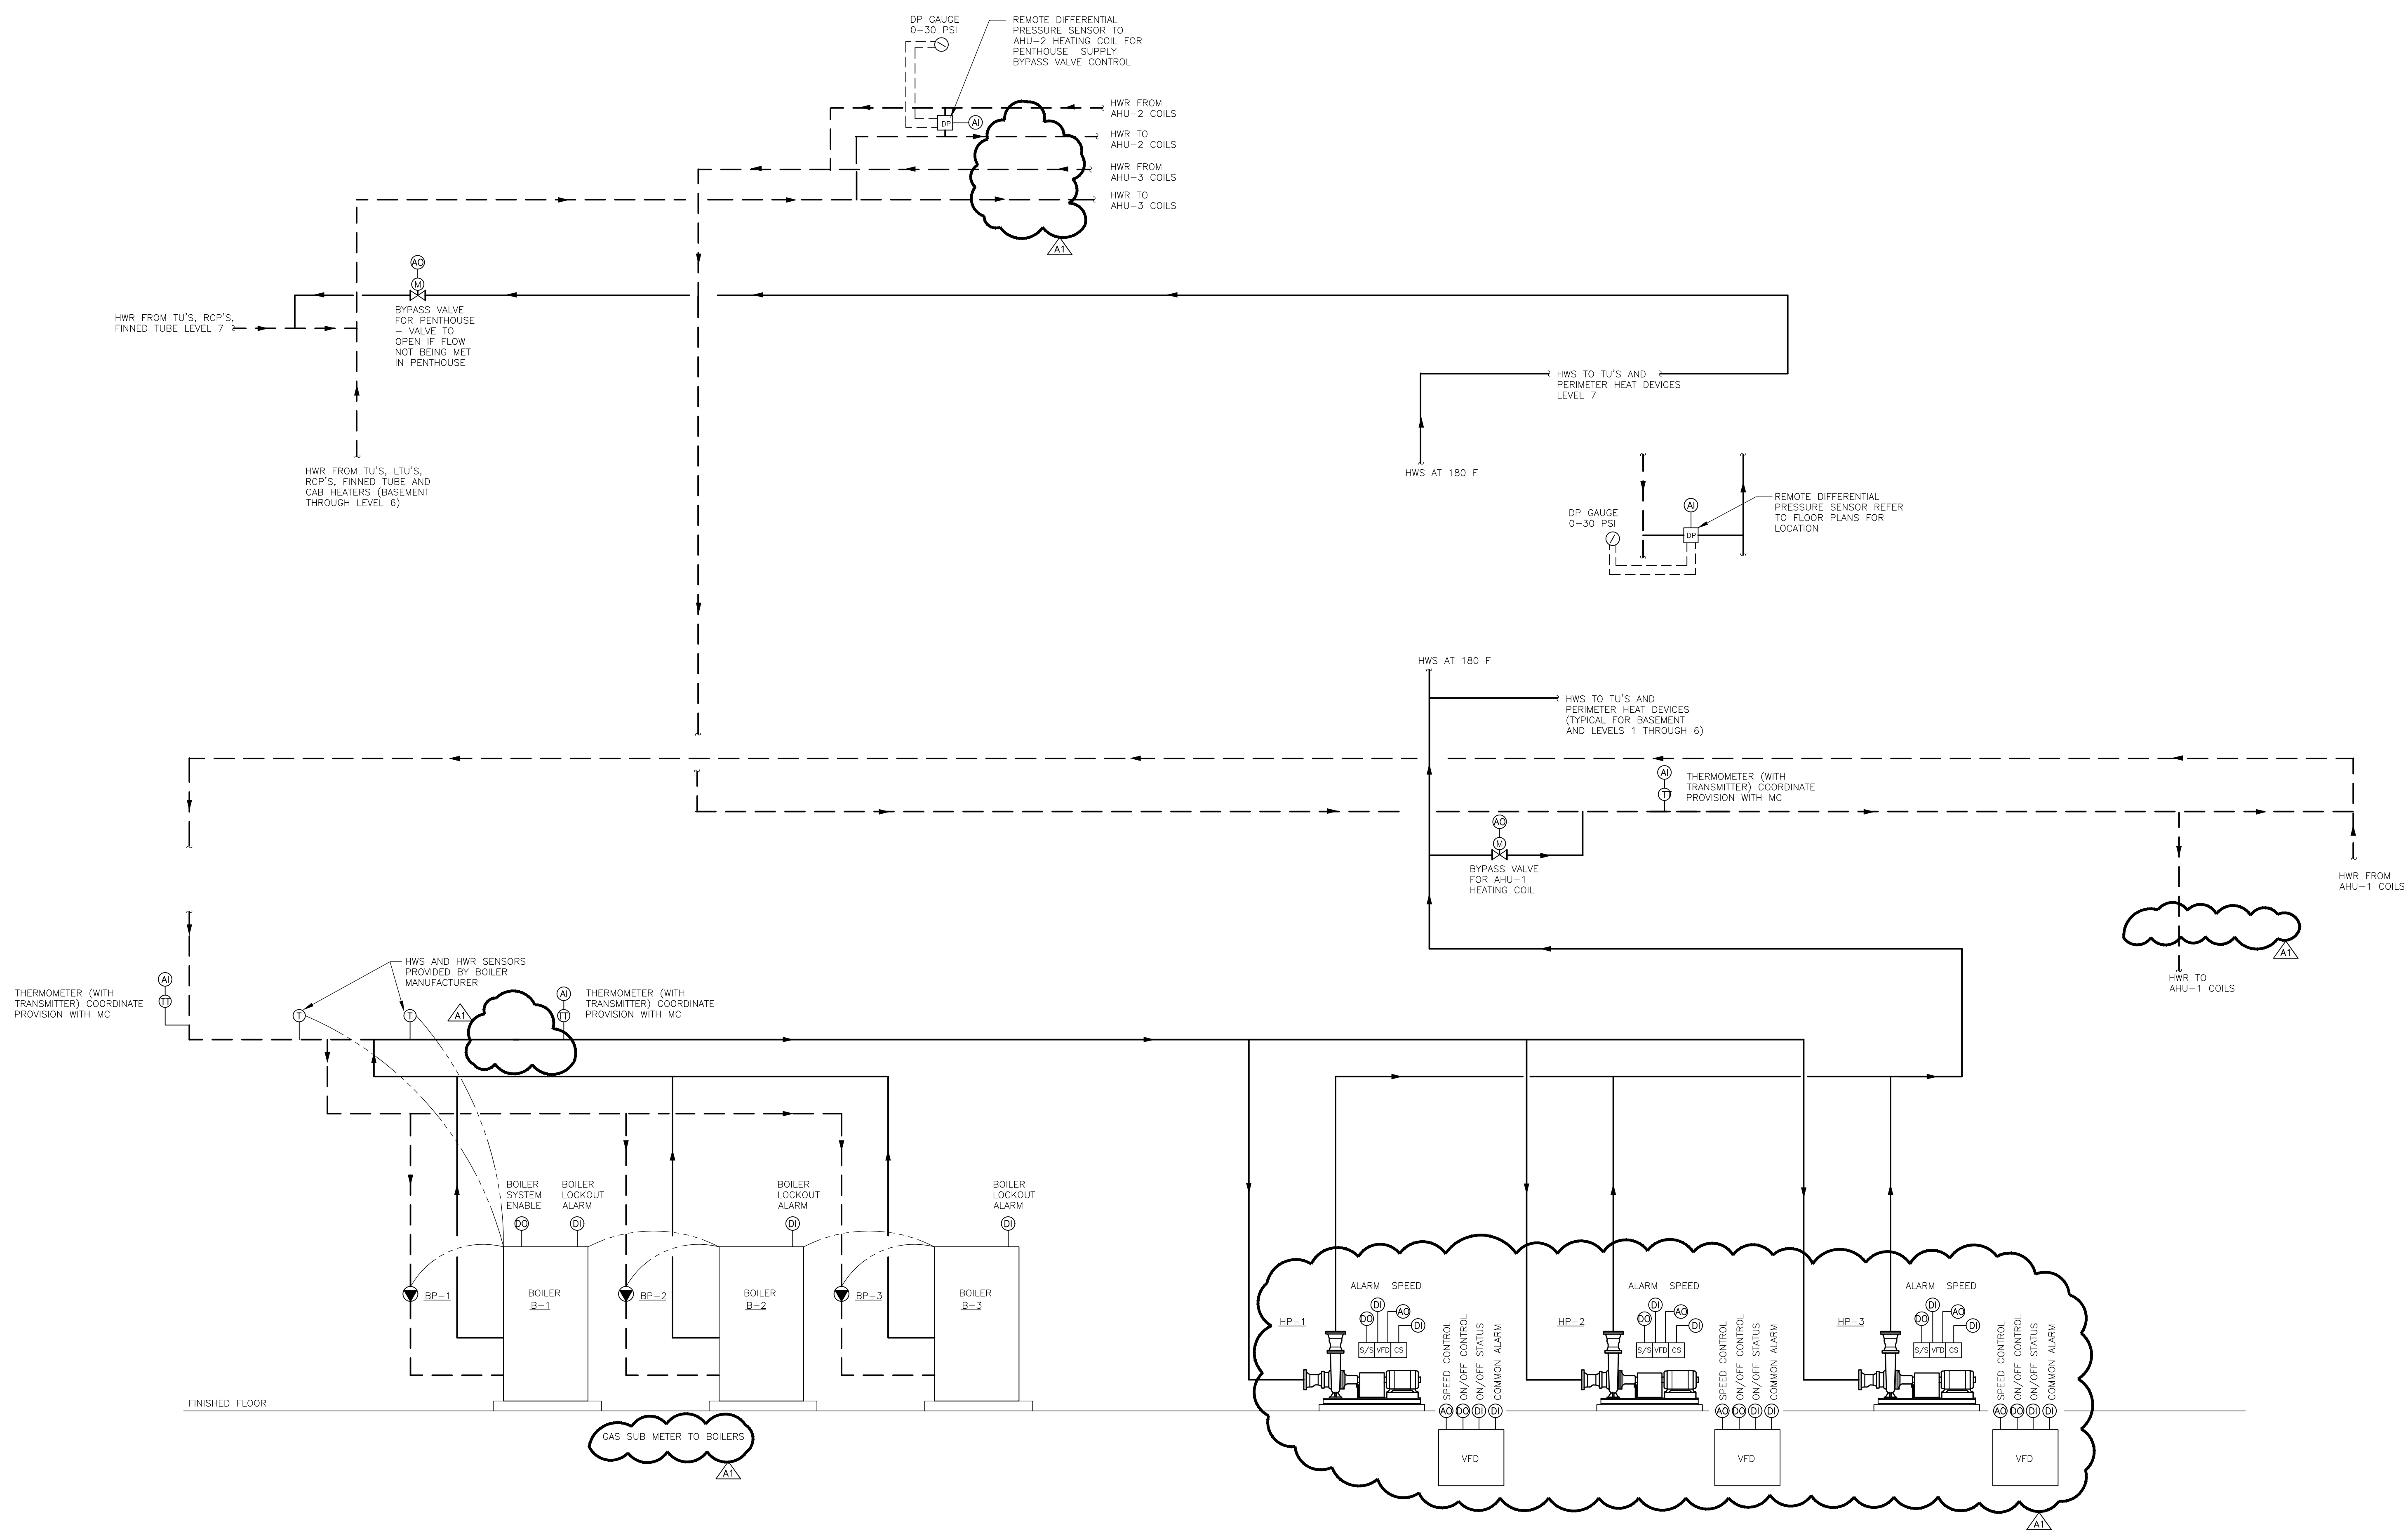 DP GAUGE
0-30 PSI
REMOTE DIFFERENTIAL
PRESSURE SENSOR TO
AHU-2 HEATING COIL FOR
PENTHOUSE SUPPLY
BYPASS VALVE CONTROL
DP
AI
HWR FROM
AHU-2 COILS
HWR TO
AHU-2 COILS
HWR FROM
AHU-3 COILS
HWR TO
AHU-3 COILS
A1
AO
M
BYPASS VALVE
FOR PENTHOUSE
- VALVE TO
OPEN IF FLOW
NOT BEING MET
IN PENTHOUSE
HWR FROM TU'S, RCP'S,
FINNED TUBE LEVEL 7
HWR FROM TU'S, LTU'S,
RCP'S, FINNED TUBE AND
CAB HEATERS (BASEMENT
THROUGH LEVEL 6)
HWS TO TU'S AND
PERIMETER HEAT DEVICES
LEVEL 7
HWS AT 180 F
DP GAUGE
0-30 PSI
AI
DP
REMOTE DIFFERENTIAL
PRESSURE SENSOR REFER
TO FLOOR PLANS FOR
LOCATION
HWS AT 180 F
HWS TO TU'S AND
PERIMETER HEAT DEVICES
(TYPICAL FOR BASEMENT
AND LEVELS 1 THROUGH 6)
AI
TT
THERMOMETER (WITH
TRANSMITTER) COORDINATE
PROVISION WITH MC
AO
M
BYPASS VALVE
FOR AHU-1
HEATING COIL
HWR FROM
AHU-1 COILS
A1
HWR TO
AHU-1 COILS
AI
TT
THERMOMETER (WITH
TRANSMITTER) COORDINATE
PROVISION WITH MC
HWS AND HWR SENSORS
PROVIDED BY BOILER
MANUFACTURER
T
T
A1
AI
TT
THERMOMETER (WITH
TRANSMITTER) COORDINATE
PROVISION WITH MC
BOILER
SYSTEM
ENABLE
DO
BOILER
LOCKOUT
ALARM
DI
BOILER
LOCKOUT
ALARM
DI
BOILER
LOCKOUT
ALARM
DI
BP-1
BOILER
B-1
BP-2
BOILER
B-2
BP-3
BOILER
B-3
FINISHED FLOOR
GAS SUB METER TO BOILERS
A1
HP-1
ALARM SPEED
DO
DI
AO
DI
S/S VFD CS
SPEED CONTROL
ON/OFF CONTROL
ON/OFF STATUS
COMMON ALARM
AO DO DI DI
VFD
HP-2
ALARM SPEED
DO
DI
AO
DI
S/S VFD CS
SPEED CONTROL
ON/OFF CONTROL
ON/OFF STATUS
COMMON ALARM
AO DO DI DI
VFD
HP-3
ALARM SPEED
DO
DI
AO
DI
S/S VFD CS
SPEED CONTROL
ON/OFF CONTROL
ON/OFF STATUS
COMMON ALARM
AO DO DI DI
VFD
A1